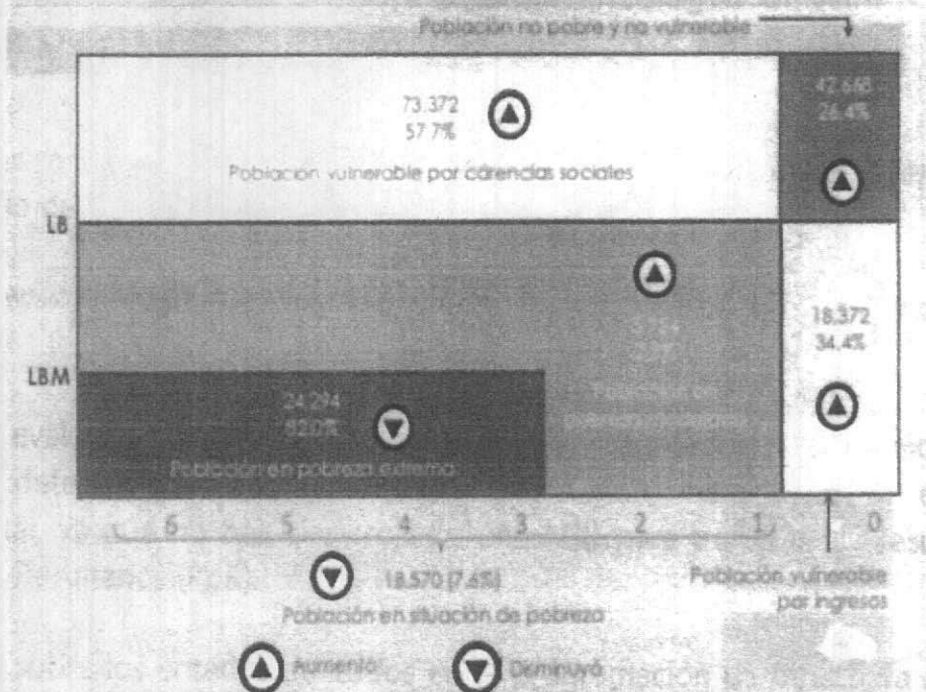 Población no pobre y no vulnerable
73.372
57.7%
Población vulnerable por carencias sociales
42.668
26.4%
LB
18.372
34.4%
LBM
24.294
Población en
Población en pobreza extrema
6 5 4 3 2 1 0
18.570 (7.6%)
Población en situación de pobreza
Población vulnerable
por ingresos
Aumentó
Disminuyó